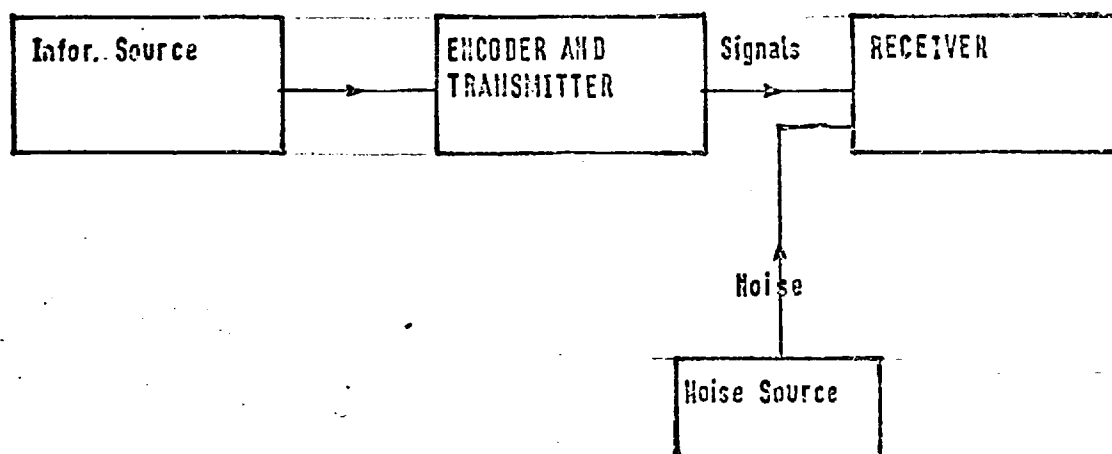 Infor. Source
ENCODER AND
TRANSMITTER
Signals
RECEIVER
Noise
Noise Source